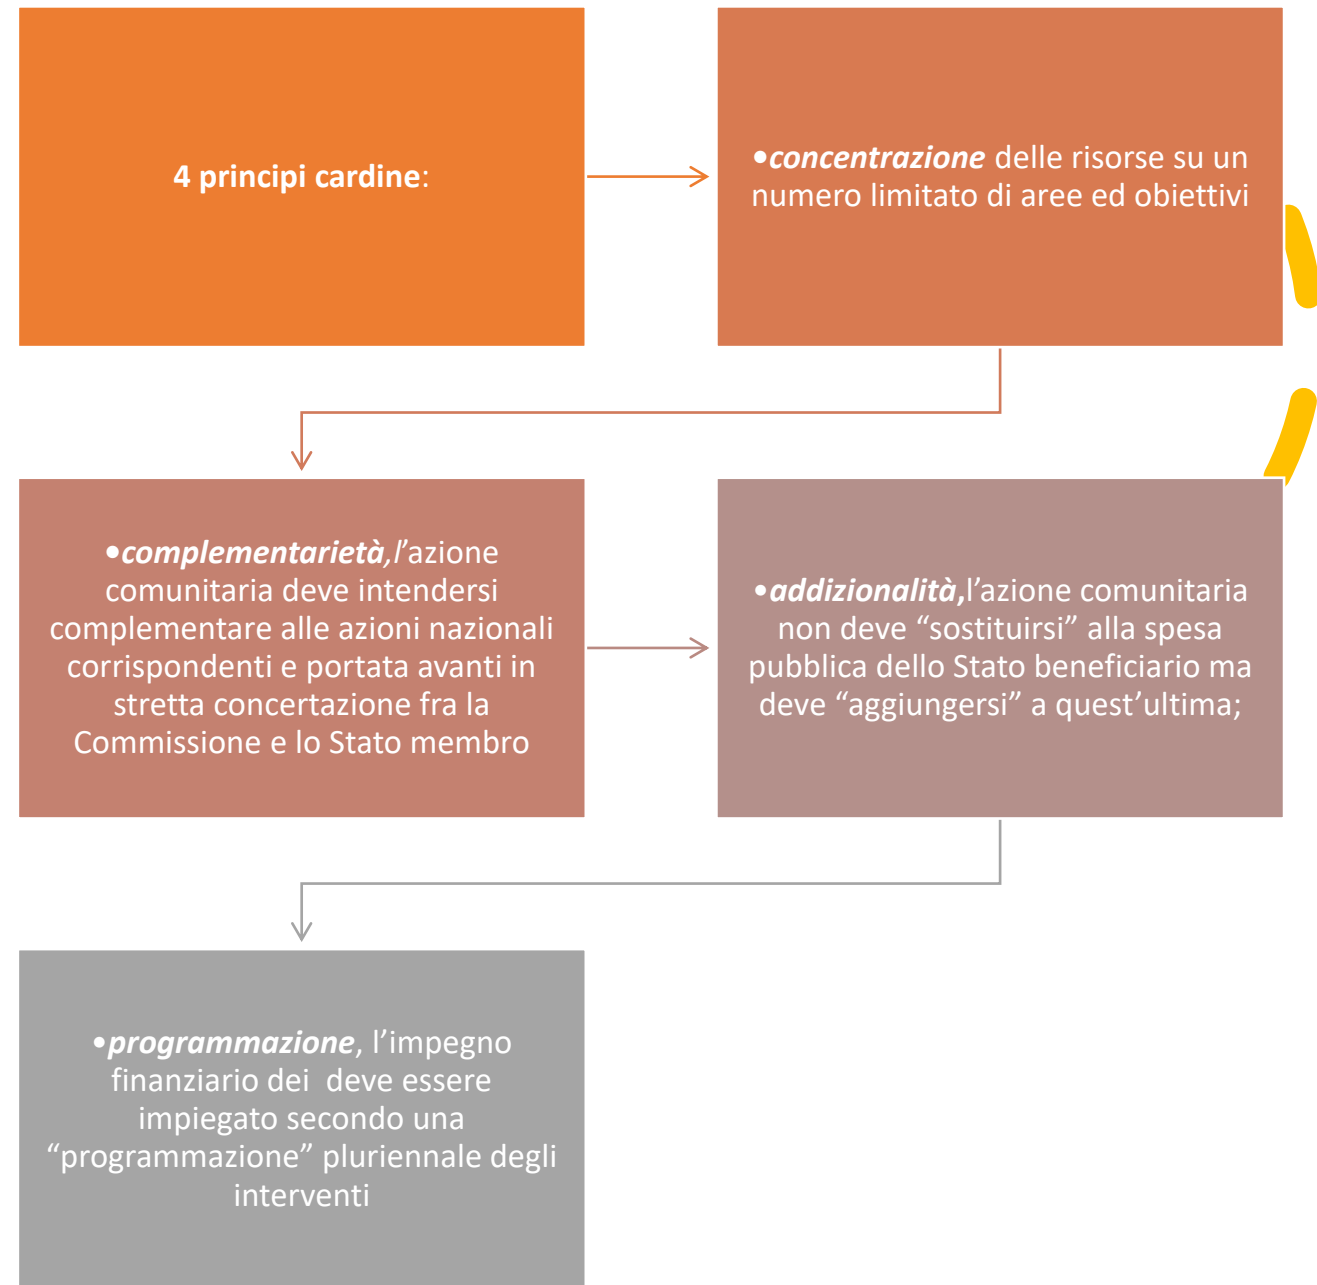 4 principi cardine:
•concentrazione delle risorse su un
numero limitato di aree ed obiettivi
•complementarietà,l’azione
comunitaria deve intendersi
complementare alle azioni nazionali
corrispondenti e portata avanti in
stretta concertazione fra la
Commissione e lo Stato membro
•addizionalità,l’azione comunitaria
non deve “sostituirsi” alla spesa
pubblica dello Stato beneficiario ma
deve “aggiungersi” a quest’ultima;
•programmazione, l’impegno
finanziario dei  deve essere
impiegato secondo una
“programmazione” pluriennale degli
interventi